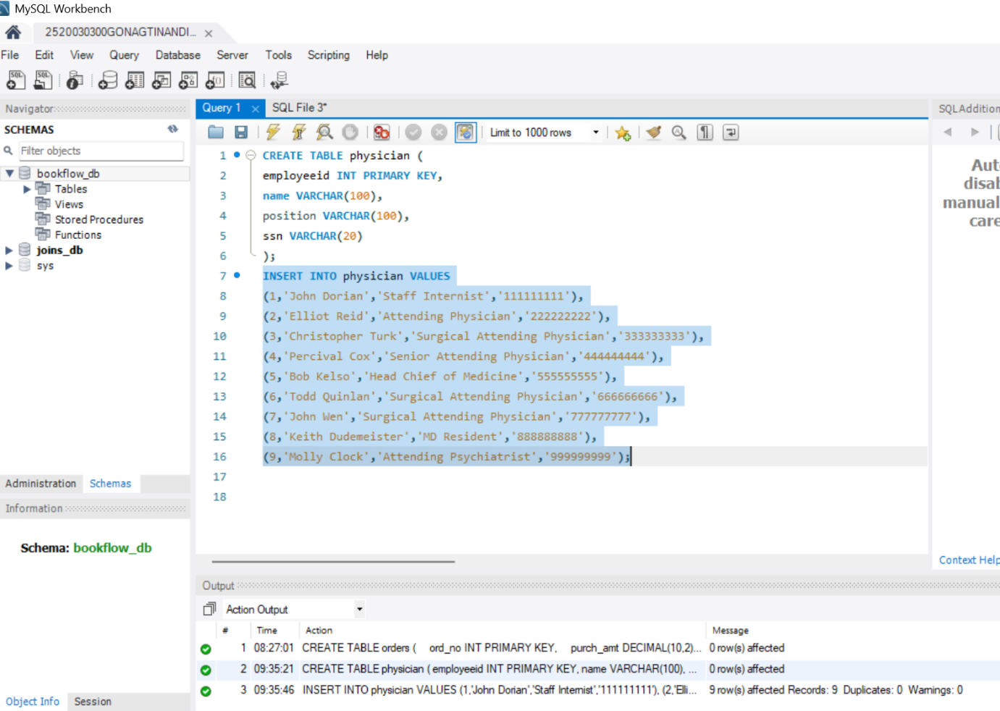 MySQL Workbench
2520030300GONAGTINANDI... ×
File Edit View Query Database Server Tools Scripting Help
Navigator
SCHEMAS
Filter objects
bookflow_db
Tables
Views
Stored Procedures
Functions
joins_db
sys
Administration Schemas
Information
Schema: bookflow_db
Object Info Session
Query 1 × SQL File 3*
Limit to 1000 rows
1 CREATE TABLE physician (
2 employeeid INT PRIMARY KEY,
3 name VARCHAR(100),
4 position VARCHAR(100),
5 ssn VARCHAR(20)
6 );
7 INSERT INTO physician VALUES
8 (1,'John Dorian','Staff Internist','111111111'),
9 (2,'Elliot Reid','Attending Physician','222222222'),
10 (3,'Christopher Turk','Surgical Attending Physician','333333333'),
11 (4,'Percival Cox','Senior Attending Physician','444444444'),
12 (5,'Bob Kelso','Head Chief of Medicine','555555555'),
13 (6,'Todd Quinlan','Surgical Attending Physician','666666666'),
14 (7,'John Wen','Surgical Attending Physician','777777777'),
15 (8,'Keith Dudemeister','MD Resident','888888888'),
16 (9,'Molly Clock','Attending Psychiatrist','999999999');
17
18
SQLAddition
Aut
disab
manual
care
Context Help
Output
Action Output
# Time Action Message
1 08:27:01 CREATE TABLE orders ( ord_no INT PRIMARY KEY, purch_amt DECIMAL(10,2)... 0 row(s) affected
2 09:35:21 CREATE TABLE physician ( employeeid INT PRIMARY KEY, name VARCHAR(100), ... 0 row(s) affected
3 09:35:46 INSERT INTO physician VALUES (1,'John Dorian','Staff Internist','111111111'), (2,'Elli... 9 row(s) affected Records: 9 Duplicates: 0 Warnings: 0